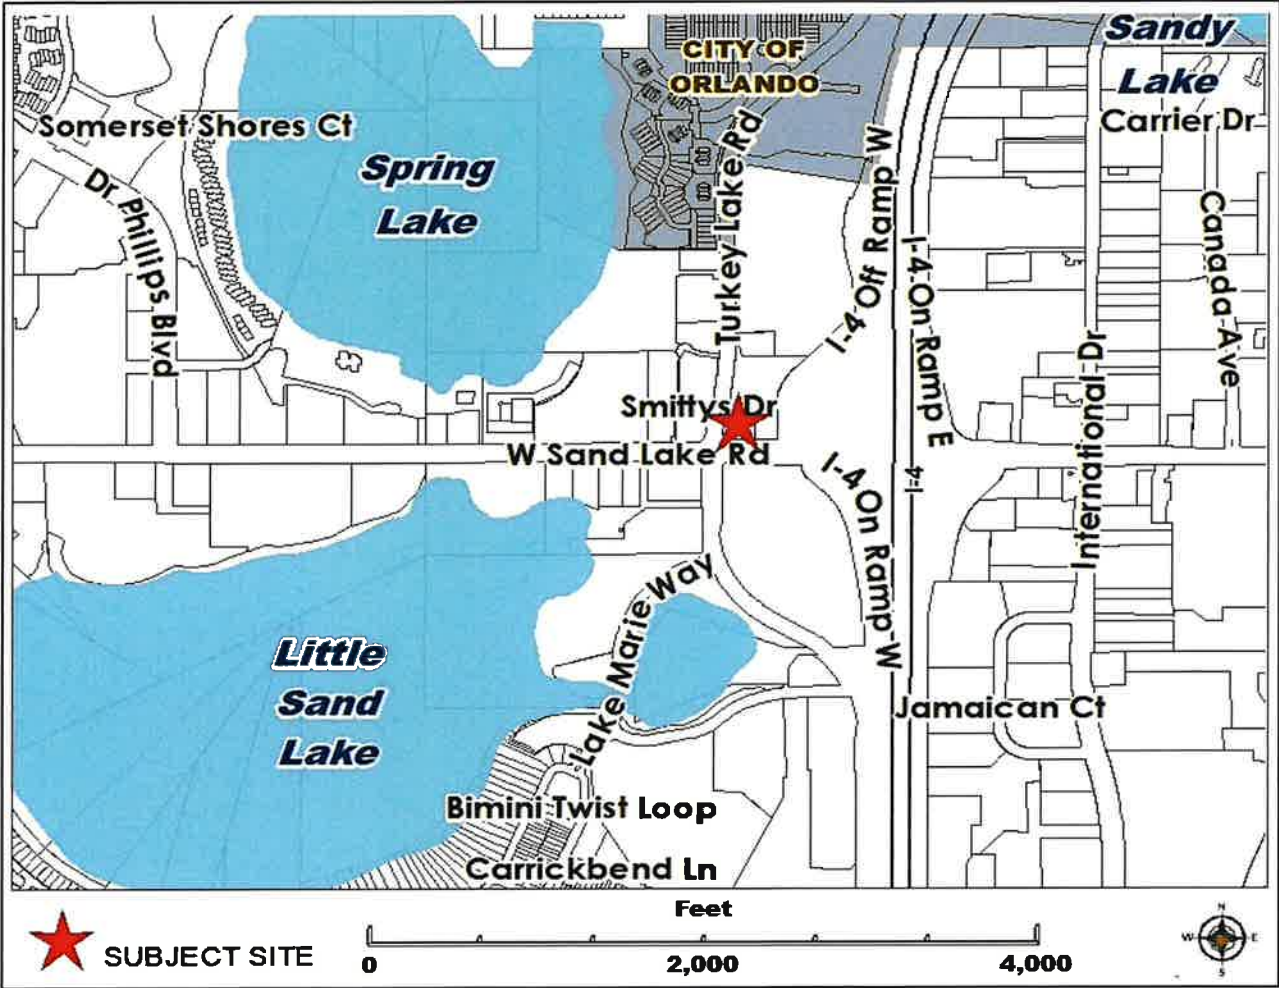 Sandy
Lake
CITY OF
ORLANDO
Somerset Shores Ct
Carrier Dr
Spring
Lake
Dr Phillips Blvd
Turkey Lake Rd
I-4 Off Ramp W
I-4 On Ramp E
Canada Ave
International Dr
Smittys Dr
W Sand Lake Rd
I-4 On Ramp W
I-4
Lake Marie Way
Little
Sand
Lake
Jamaican Ct
Bimini Twist Loop
Carrickbend Ln
Feet
SUBJECT SITE
0
2,000
4,000
N
W
E
S